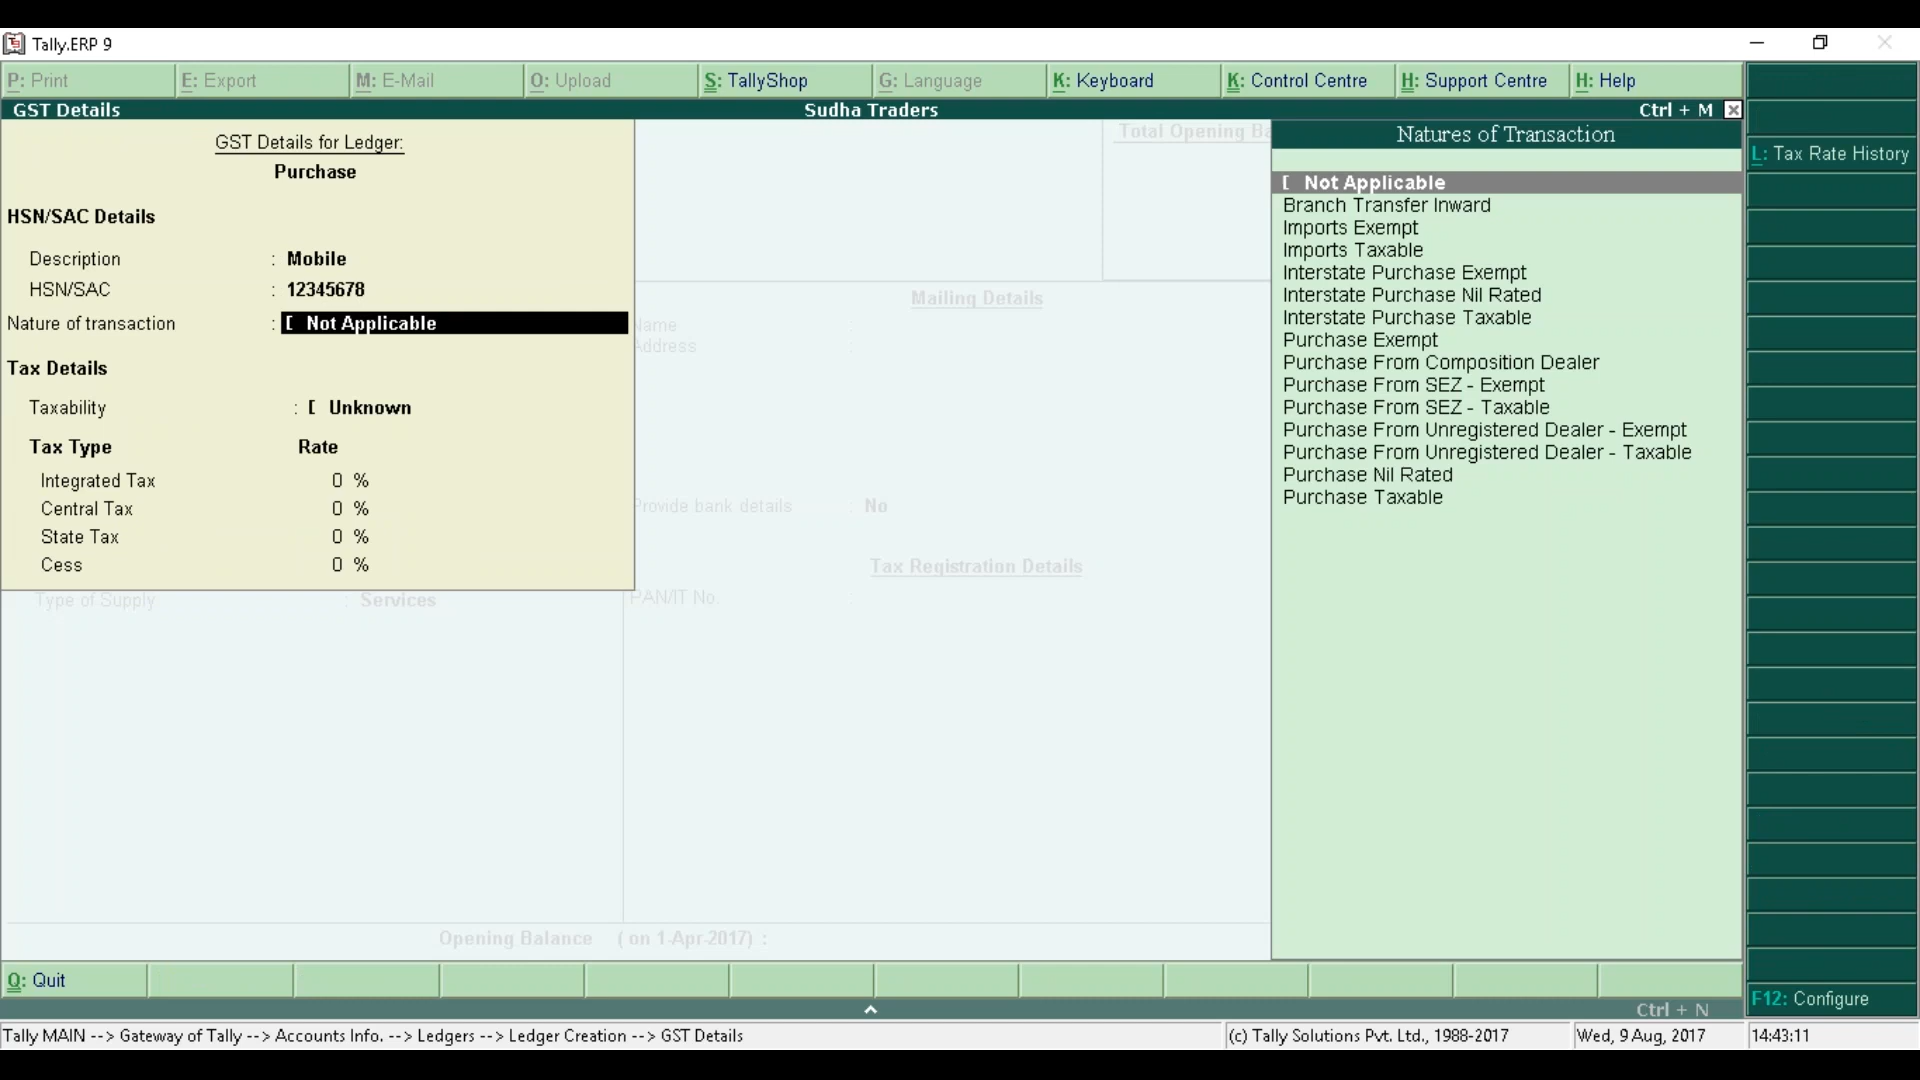 Tally.ERP 9
P: Print E: Export M: E-Mail O: Upload S: TallyShop G: Language K: Keyboard K: Control Centre H: Support Centre H: Help
GST Details Sudha Traders Ctrl + M
GST Details for Ledger:
Purchase
HSN/SAC Details
Description : Mobile
HSN/SAC : 12345678
Nature of transaction : [ Not Applicable
Tax Details
Taxability : [ Unknown
Tax Type Rate
Integrated Tax 0 %
Central Tax 0 %
State Tax 0 %
Cess 0 %
Type of Supply : Services
Total Opening Ba
Mailing Details
Name :
Address :
Provide bank details : No
Tax Registration Details
PAN/IT No. :
Opening Balance ( on 1-Apr-2017) :
Natures of Transaction
[ Not Applicable
Branch Transfer Inward
Imports Exempt
Imports Taxable
Interstate Purchase Exempt
Interstate Purchase Nil Rated
Interstate Purchase Taxable
Purchase Exempt
Purchase From Composition Dealer
Purchase From SEZ - Exempt
Purchase From SEZ - Taxable
Purchase From Unregistered Dealer - Exempt
Purchase From Unregistered Dealer - Taxable
Purchase Nil Rated
Purchase Taxable
L: Tax Rate History
F12: Configure
Q: Quit
Ctrl + N
Tally MAIN --> Gateway of Tally --> Accounts Info. --> Ledgers --> Ledger Creation --> GST Details (c) Tally Solutions Pvt. Ltd., 1988-2017 Wed, 9 Aug, 2017 14:43:11